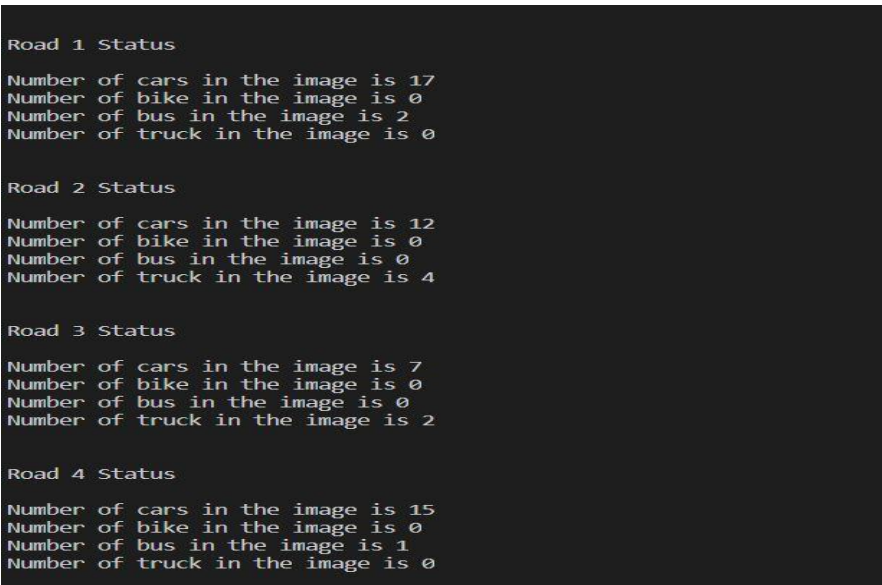 Road 1 Status
Number of cars in the image is 17
Number of bike in the image is 0
Number of bus in the image is 2
Number of truck in the image is 0
Road 2 Status
Number of cars in the image is 12
Number of bike in the image is 0
Number of bus in the image is 0
Number of truck in the image is 4
Road 3 Status
Number of cars in the image is 7
Number of bike in the image is 0
Number of bus in the image is 0
Number of truck in the image is 2
Road 4 Status
Number of cars in the image is 15
Number of bike in the image is 0
Number of bus in the image is 1
Number of truck in the image is 0